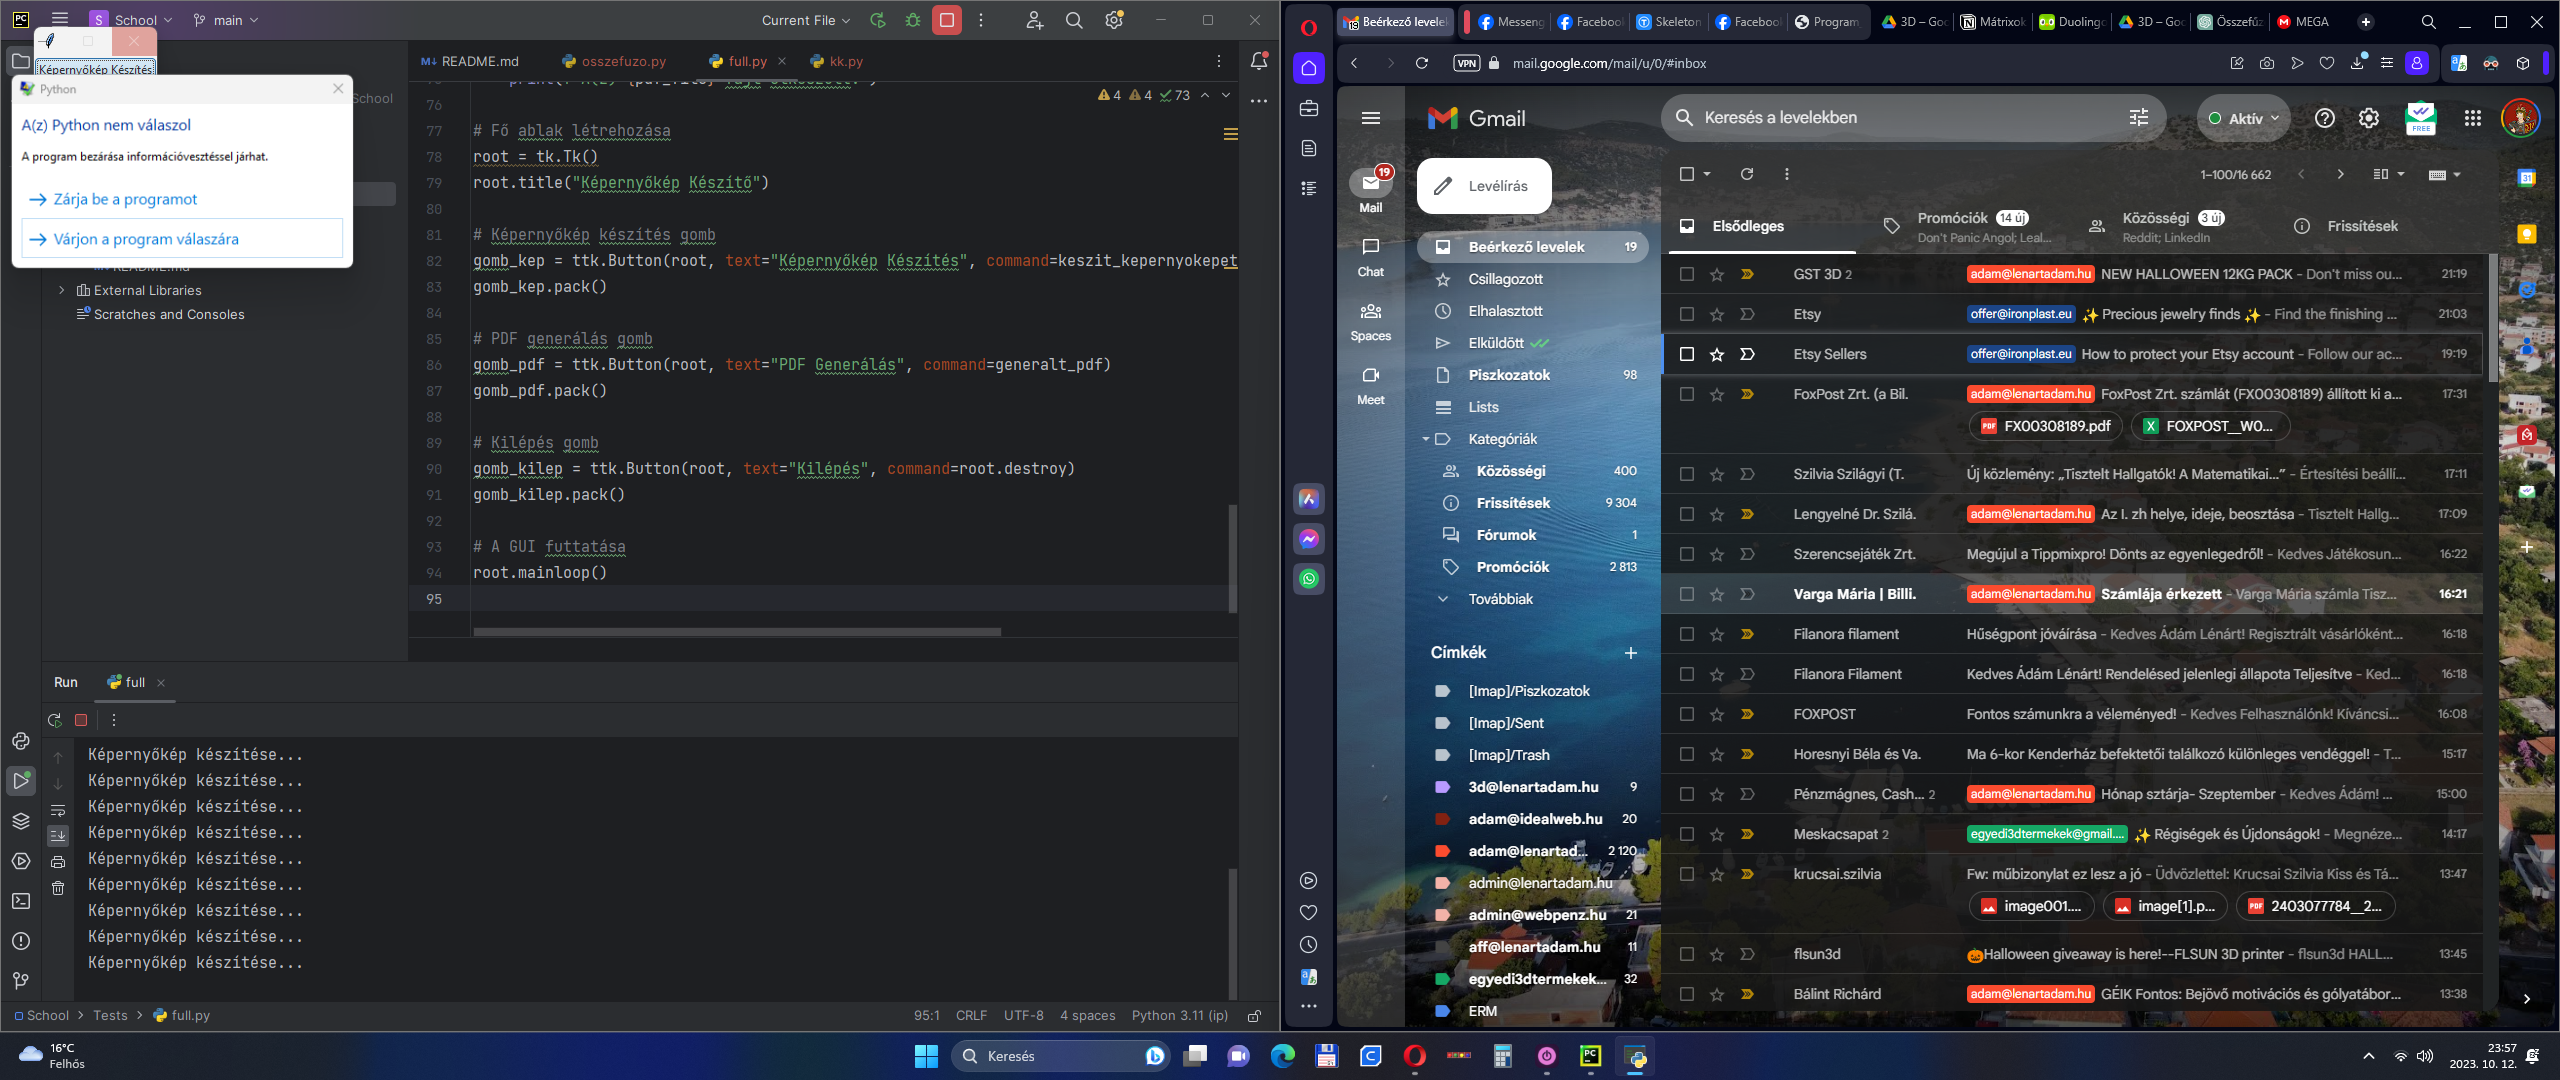 School
main
Current File
Képernyőkép Készítés
Python
A(z) Python nem válaszol
A program bezárása információvesztéssel járhat.
Zárja be a programot
Várjon a program válaszára
School
External Libraries
Scratches and Consoles
README.md
osszefuzo.py
full.py
kk.py
4
4
73
76
77 # Fő ablak létrehozása
78 root = tk.Tk()
79 root.title("Képernyőkép Készítő")
80
81 # Képernyőkép készítés gomb
82 gomb_kep = ttk.Button(root, text="Képernyőkép Készítés", command=keszit_kepernyokepet
83 gomb_kep.pack()
84
85 # PDF generálás gomb
86 gomb_pdf = ttk.Button(root, text="PDF Generálás", command=generalt_pdf)
87 gomb_pdf.pack()
88
89 # Kilépés gomb
90 gomb_kilep = ttk.Button(root, text="Kilépés", command=root.destroy)
91 gomb_kilep.pack()
92
93 # A GUI futtatása
94 root.mainloop()
95
Run
full
Képernyőkép készítése...
Képernyőkép készítése...
Képernyőkép készítése...
Képernyőkép készítése...
Képernyőkép készítése...
Képernyőkép készítése...
Képernyőkép készítése...
Képernyőkép készítése...
Képernyőkép készítése...
School > Tests > full.py
95:1 CRLF UTF-8 4 spaces Python 3.11 (ip)
Beérkező levelek
Messeng
Facebook
Skeleton
Facebook
Program
3D – Goo
Mátrixok
Duolingo
3D – Goo
Összefűz
MEGA
VPN
mail.google.com/mail/u/0/#inbox
Gmail
Keresés a levelekben
Aktív
FREE
19
Mail
Chat
Spaces
Meet
Levélírás
Beérkező levelek 19
Csillagozott
Elhalasztott
Elküldött
Piszkozatok 98
Lists
Kategóriák
Közösségi 400
Frissítések 9 304
Fórumok 1
Promóciók 2 813
Továbbiak
Címkék
[Imap]/Piszkozatok
[Imap]/Sent
[Imap]/Trash
3d@lenartadam.hu 9
adam@idealweb.hu 20
adam@lenartad... 2 120
admin@lenartadam.hu
admin@webpenz.hu 21
aff@lenartadam.hu 11
egyedi3dtermekek... 32
ERM
1–100/16 662
Elsődleges
Promóciók 14 új
Don't Panic Angol; Leal...
Közösségi 3 új
Reddit; LinkedIn
Frissítések
GST 3D 2 adam@lenartadam.hu NEW HALLOWEEN 12KG PACK - Don't miss ou... 21:19
Etsy offer@ironplast.eu ✨ Precious jewelry finds ✨ - Find the finishing ... 21:03
Etsy Sellers offer@ironplast.eu How to protect your Etsy account - Follow our ac... 19:19
FoxPost Zrt. (a Bil. adam@lenartadam.hu FoxPost Zrt. számlát (FX00308189) állított ki a... 17:31
PDF FX00308189.pdf X FOXPOST__W0...
Szilvia Szilágyi (T. Új közlemény: „Tisztelt Hallgatók! A Matematikai...” - Értesítési beállí... 17:11
Lengyelné Dr. Szilá. adam@lenartadam.hu Az I. zh helye, ideje, beosztása - Tisztelt Hallg... 17:09
Szerencsejáték Zrt. Megújul a Tippmixpro! Dönts az egyenlegedről! - Kedves Játékosun... 16:22
Varga Mária | Billi. adam@lenartadam.hu Számlája érkezett - Varga Mária számla Tisz... 16:21
Filanora filament Hűségpont jóváírása - Kedves Ádám Lénárt! Regisztrált vásárlóként... 16:18
Filanora Filament Kedves Ádám Lénárt! Rendelésed jelenlegi állapota Teljesítve - Ked... 16:18
FOXPOST Fontos számunkra a véleményed! - Kedves Felhasználónk! Kíváncsi... 16:08
Horesnyi Béla és Va. Ma 6-kor Kenderház befektetői találkozó különleges vendéggel! - T... 15:17
Pénzmágnes, Cash... 2 adam@lenartadam.hu Hónap sztárja- Szeptember - Kedves Ádám! ... 15:00
Meskacsapat 2 egyedi3dtermekek@gmail.... ✨ Régiségek és Újdonságok! - Megnéze... 14:17
krucsai.szilvia Fw: műbizonylat ez lesz a jó - Üdvözlettel: Krucsai Szilvia Kiss és Tá... 13:47
image001.... image[1].p... PDF 2403077784__2...
flsun3d 🎃Halloween giveaway is here!--FLSUN 3D printer - flsun3d HALL... 13:45
Bálint Richárd adam@lenartadam.hu GÉIK Fontos: Bejövő motivációs és gólyatábor... 13:38
16°C
Felhős
Keresés
23:57
2023. 10. 12.